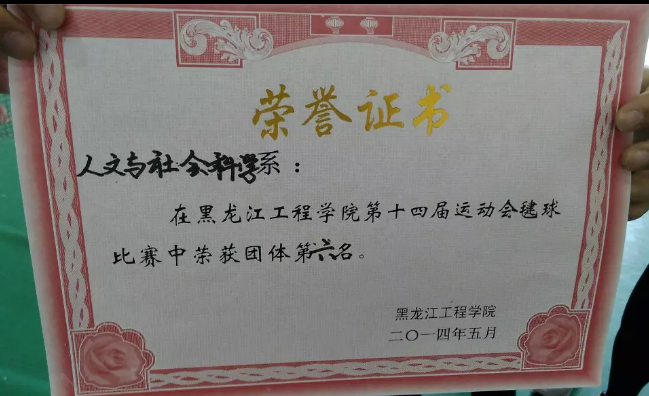 荣誉证书
人文与社会科学系：
在黑龙江工程学院第十四届运动会毽球
比赛中荣获团体第六名。
黑龙江工程学院
二〇一四年五月